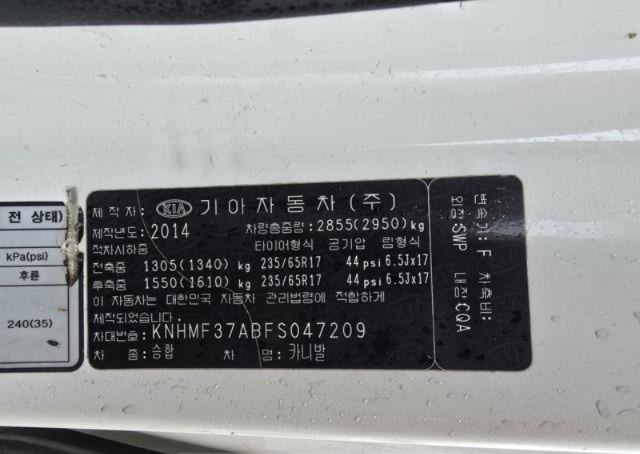 전 상태)
kPa(psi)
후륜
240(35)
제 작 자: KIA 기아자동차(주)
제작년도: 2014 차량총중량: 2855(2950)kg
적차시하중 타이어형식 공기압 림형식
전축중 1305(1340) kg 235/65R17 44 psi 6.5Jx17
후축중 1550(1610) kg 235/65R17 44 psi 6.5Jx17
이 자동차는 대한민국 자동차 관리법령에 적합하게
제작되었습니다.
차대번호: KNHMF37ABFS047209
차 종: 승합 차 명: 카니발
변속기: F 차축비:
외장: SWP 내장: CQA